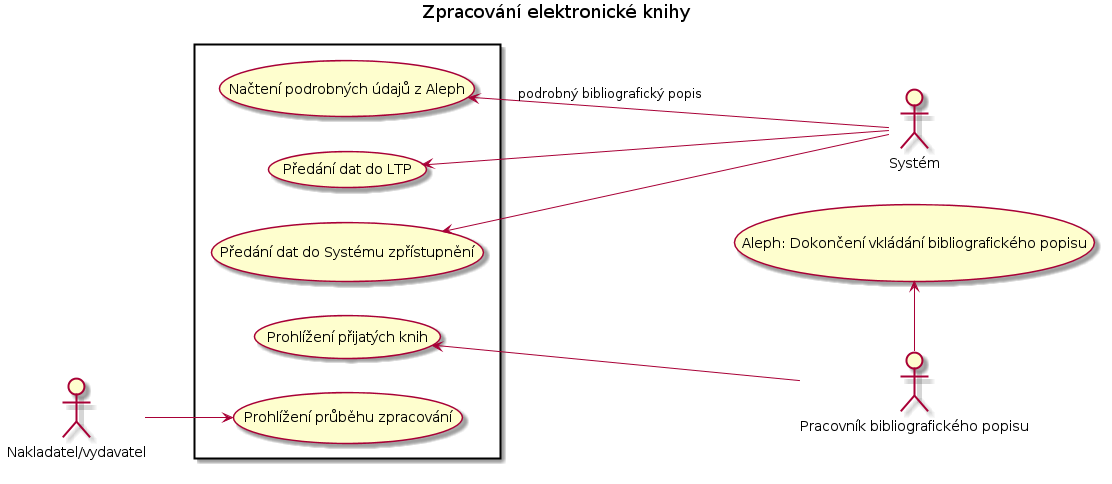 Zpracování elektronické knihy
Načtení podrobných údajů z Aleph
podrobný bibliografický popis
Systém
Předání dat do LTP
Předání dat do Systému zpřístupnění
Aleph: Dokončení vkládání bibliografického popisu
Prohlížení přijatých knih
Pracovník bibliografického popisu
Prohlížení průběhu zpracování
Nakladatel/vydavatel